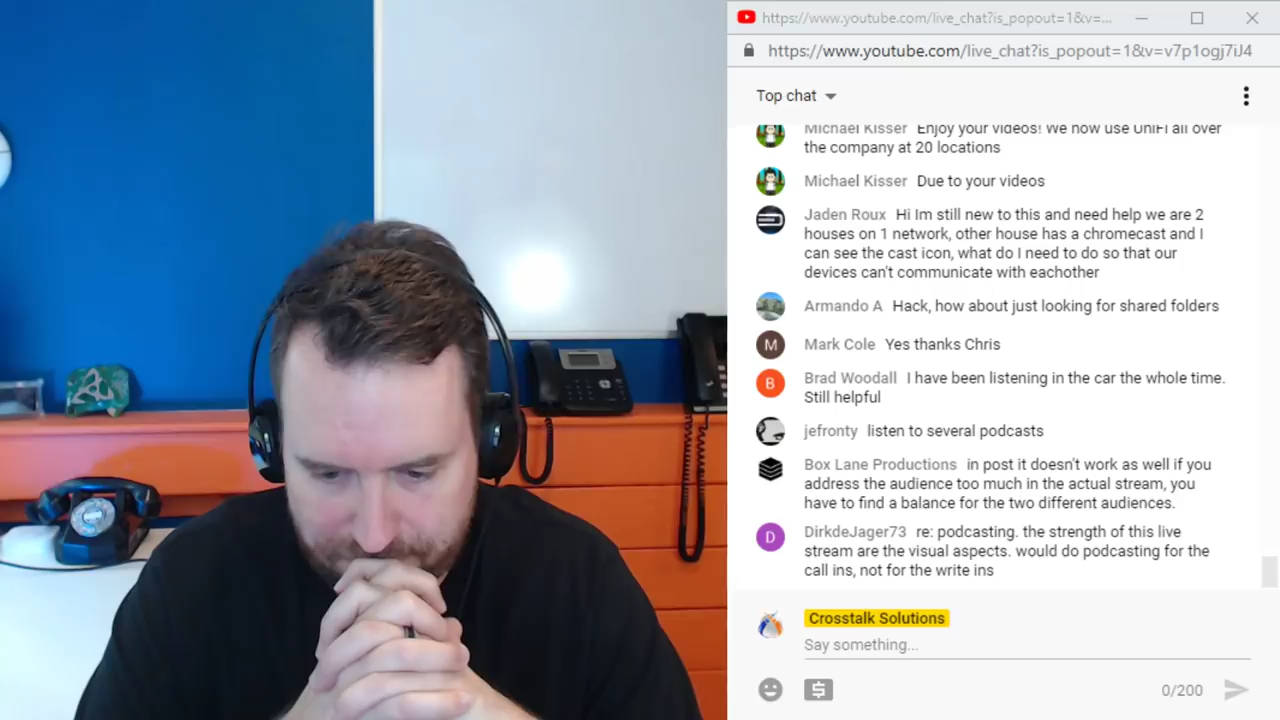 https://www.youtube.com/live_chat?is_popout=1&v=...
https://www.youtube.com/live_chat?is_popout=1&v=v7p1ogj7iJ4
Top chat
Michael Kisser Enjoy your videos! We now use UniFi all over
the company at 20 locations
Michael Kisser Due to your videos
Jaden Roux Hi Im still new to this and need help we are 2
houses on 1 network, other house has a chromecast and I
can see the cast icon, what do I need to do so that our
devices can't communicate with eachother
Armando A Hack, how about just looking for shared folders
M
Mark Cole Yes thanks Chris
B
Brad Woodall I have been listening in the car the whole time.
Still helpful
jefronty listen to several podcasts
Box Lane Productions in post it doesn't work as well if you
address the audience too much in the actual stream, you
have to find a balance for the two different audiences.
D
DirkdeJager73 re: podcasting. the strength of this live
stream are the visual aspects. would do podcasting for the
call ins, not for the write ins
Crosstalk Solutions
Say something...
0/200